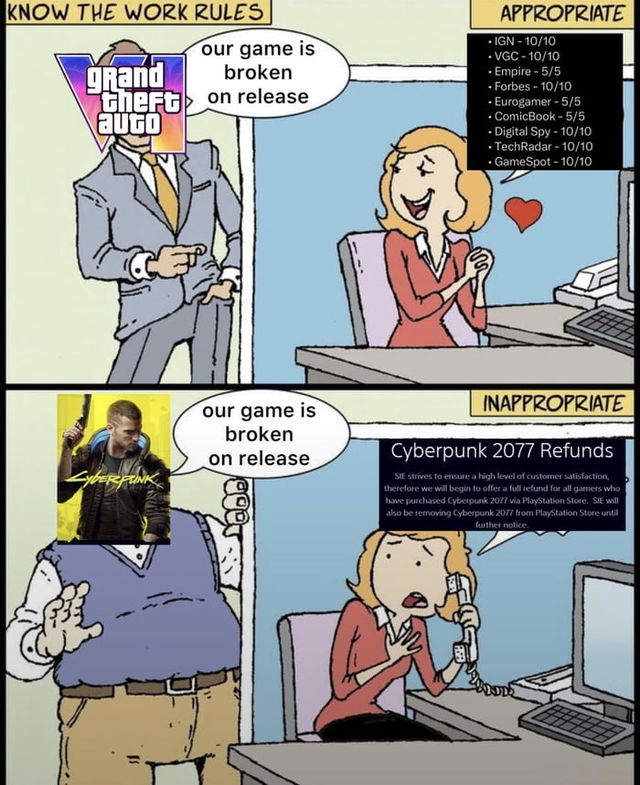 KNOW THE WORK RULES
APPROPRIATE
our game is
broken
on release
grand
theft
auto
VI
• IGN - 10/10
• VGC - 10/10
• Empire - 5/5
• Forbes - 10/10
• Eurogamer - 5/5
• ComicBook - 5/5
• Digital Spy - 10/10
• TechRadar - 10/10
• GameSpot - 10/10
INAPPROPRIATE
our game is
broken
on release
CYBERPUNK
Cyberpunk 2077 Refunds
SIE strives to ensure a high level of customer satisfaction,
therefore we will begin to offer a full refund for all gamers who
have purchased Cyberpunk 2077 via PlayStation Store. SIE will
also be removing Cyberpunk 2077 from PlayStation Store until
further notice.